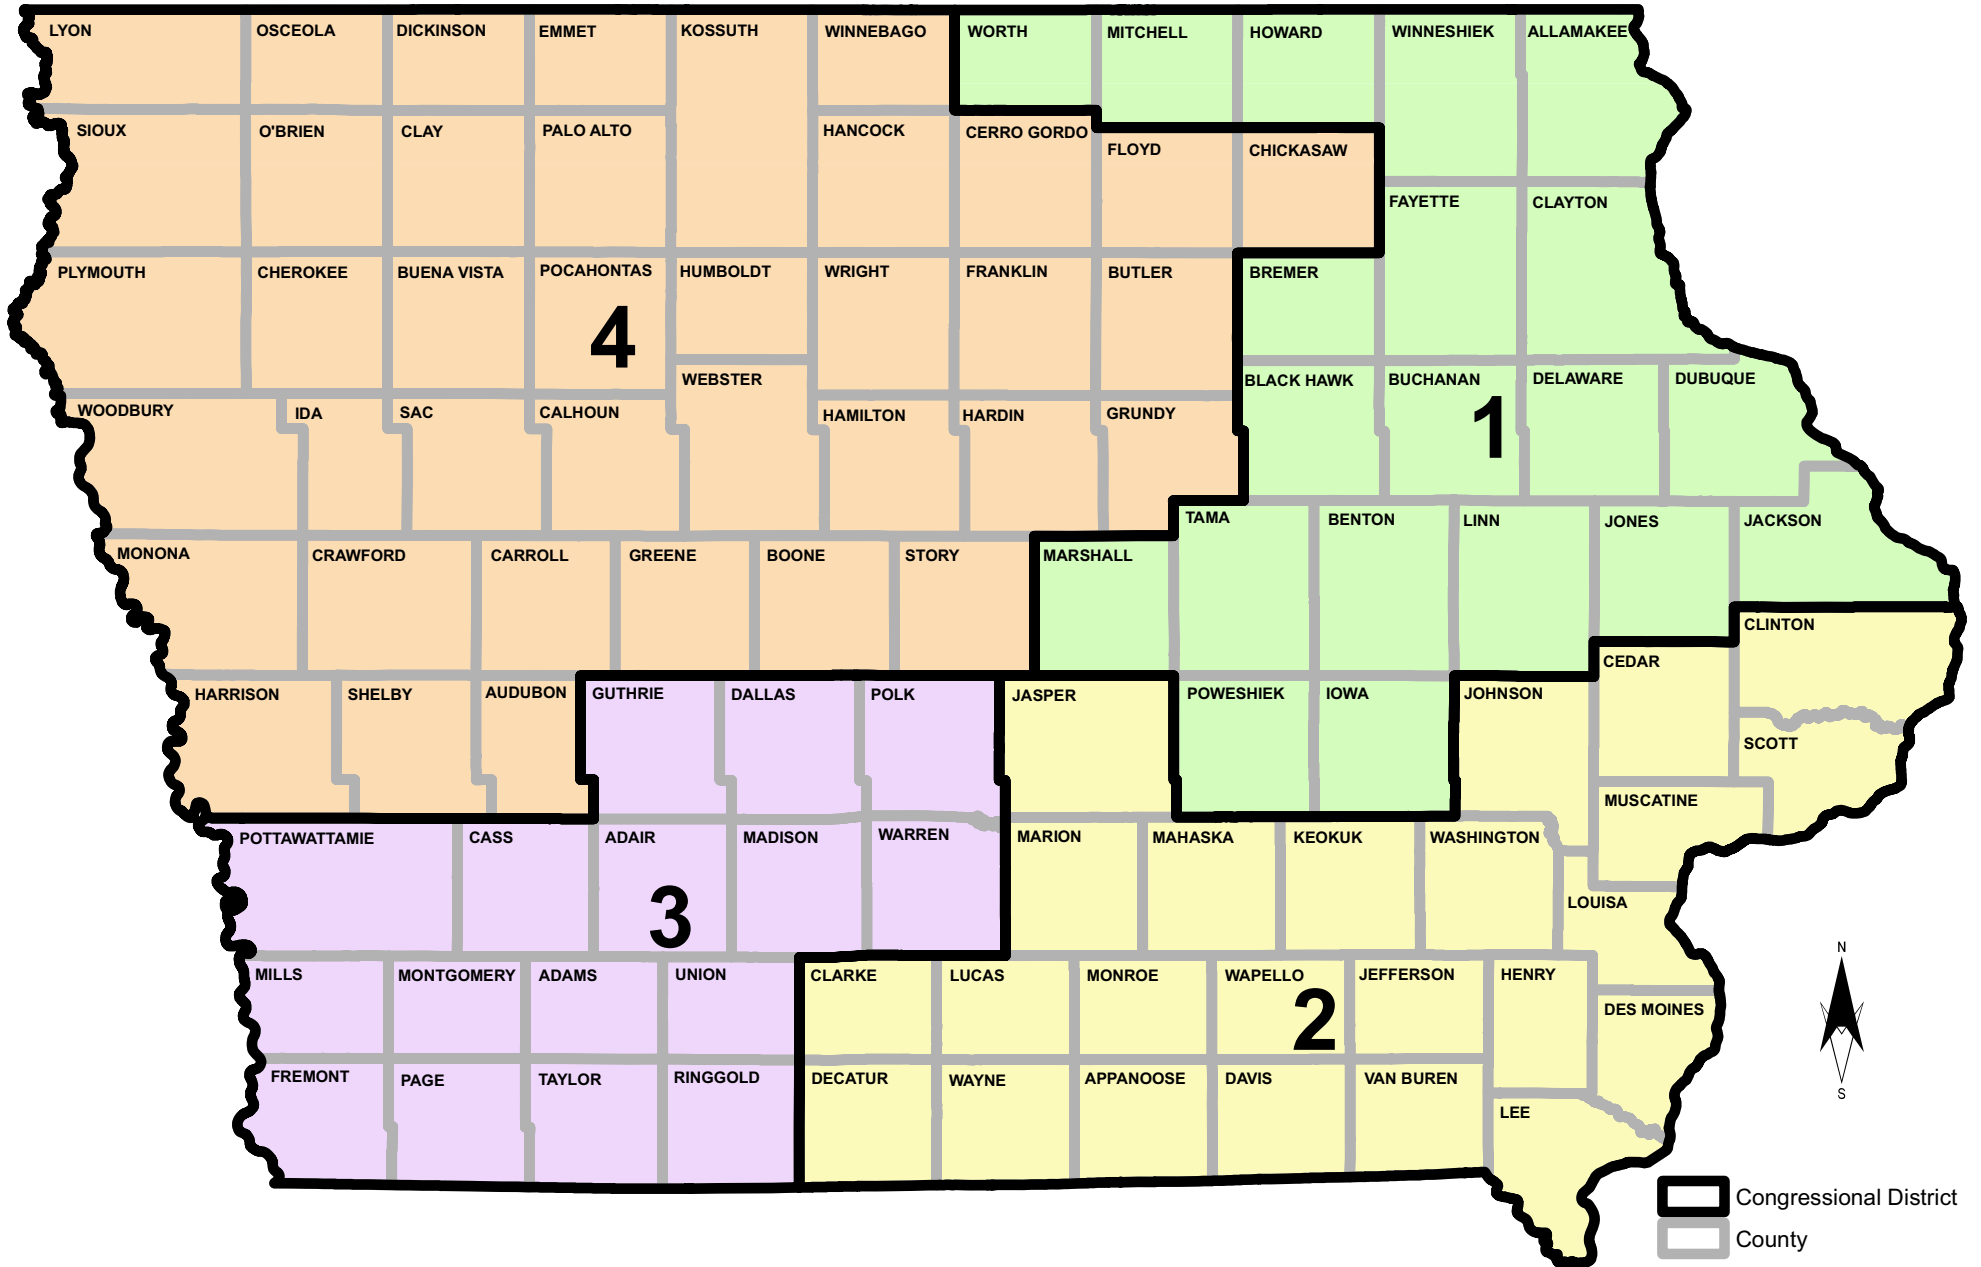 LYON
OSCEOLA
DICKINSON
EMMET
KOSSUTH
WINNEBAGO
WORTH
MITCHELL
HOWARD
WINNESHIEK
ALLAMAKEE
SIOUX
O'BRIEN
CLAY
PALO ALTO
HANCOCK
CERRO GORDO
FLOYD
CHICKASAW
FAYETTE
CLAYTON
PLYMOUTH
CHEROKEE
BUENA VISTA
POCAHONTAS
HUMBOLDT
WRIGHT
FRANKLIN
BUTLER
BREMER
4
WEBSTER
BLACK HAWK
BUCHANAN
DELAWARE
DUBUQUE
1
WOODBURY
IDA
SAC
CALHOUN
HAMILTON
HARDIN
GRUNDY
TAMA
BENTON
LINN
JONES
JACKSON
MONONA
CRAWFORD
CARROLL
GREENE
BOONE
STORY
MARSHALL
CLINTON
CEDAR
HARRISON
SHELBY
AUDUBON
GUTHRIE
DALLAS
POLK
JASPER
POWESHIEK
IOWA
JOHNSON
SCOTT
MUSCATINE
POTTAWATTAMIE
CASS
ADAIR
MADISON
WARREN
MARION
MAHASKA
KEOKUK
WASHINGTON
LOUISA
3
N
MILLS
MONTGOMERY
ADAMS
UNION
CLARKE
LUCAS
MONROE
WAPELLO
JEFFERSON
HENRY
DES MOINES
2
FREMONT
PAGE
TAYLOR
RINGGOLD
DECATUR
WAYNE
APPANOOSE
DAVIS
VAN BUREN
LEE
S
Congressional District
County